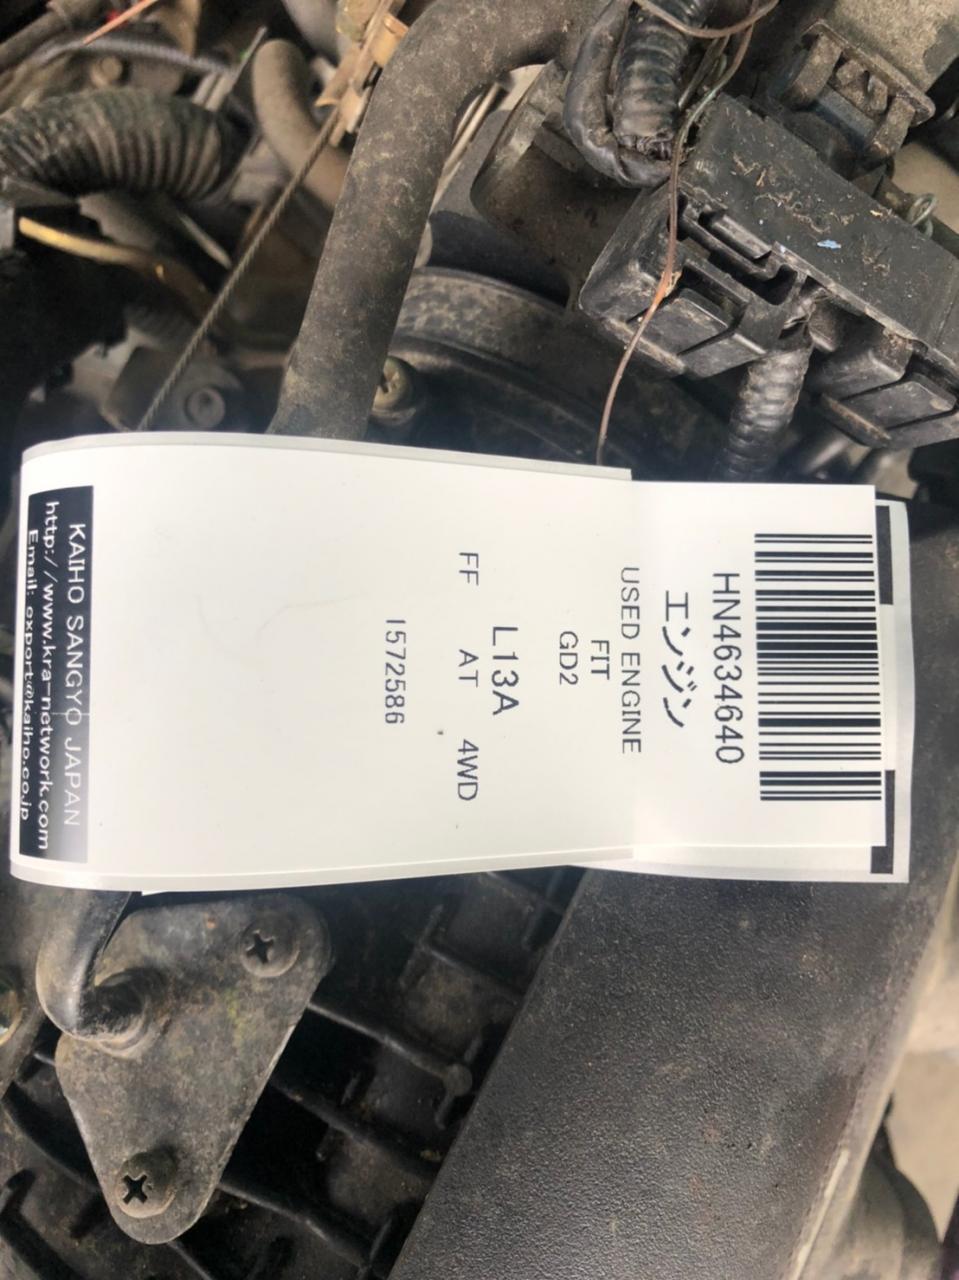 HN4634640
エンジン
USED ENGINE
FIT
GD2
L13A
FF AT 4WD
1572586
KAIHO SANGYO JAPAN
http://www.kra-network.com
Email: export@kaiho.co.jp